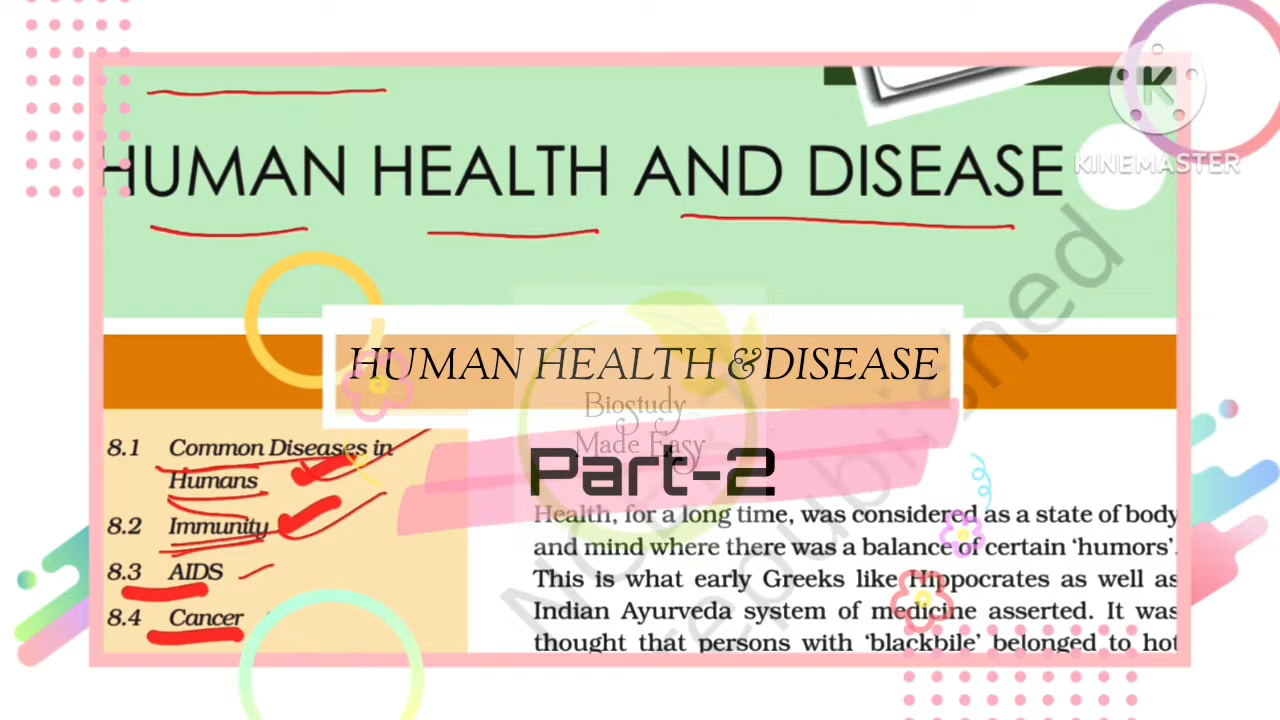 K
KINEMASTER
HUMAN HEALTH AND DISEASE
HUMAN HEALTH &DISEASE
Biostudy
Made Easy
Part-2
8.1 Common Diseases in
Humans
8.2 Immunity
8.3 AIDS
8.4 Cancer
Health, for a long time, was considered as a state of body
and mind where there was a balance of certain ‘humors’.
This is what early Greeks like Hippocrates as well as
Indian Ayurveda system of medicine asserted. It was
thought that persons with ‘blackbile’ belonged to hot
republished